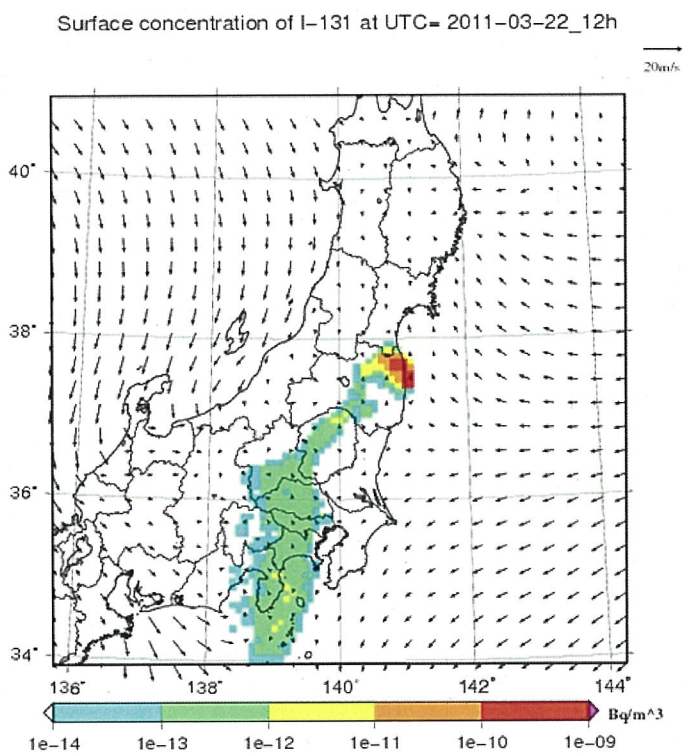 Surface concentration of I-131 at UTC= 2011-03-22_12h
20m/s
40°
38°
36°
34°
136° 138° 140° 142° 144°
Bq/m^3
1e-14 1e-13 1e-12 1e-11 1e-10 1e-09